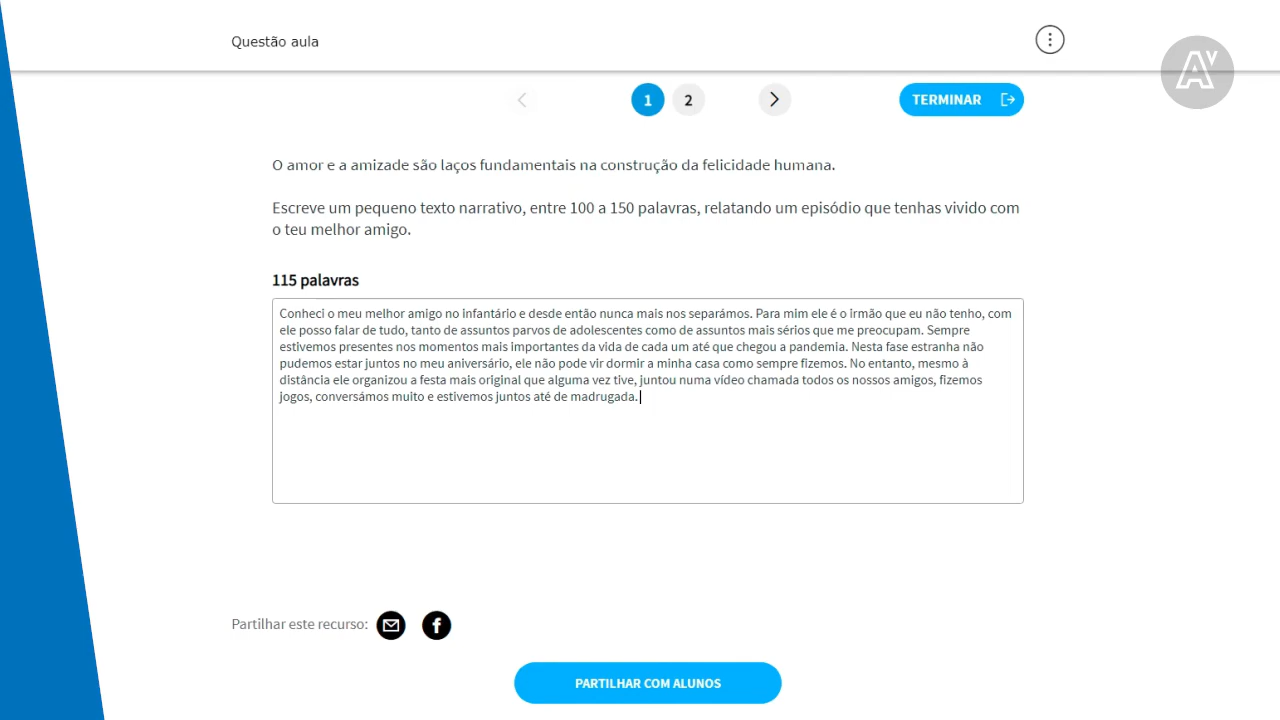 Questão aula
AV
1
2
TERMINAR
O amor e a amizade são laços fundamentais na construção da felicidade humana.
Escreve um pequeno texto narrativo, entre 100 a 150 palavras, relatando um episódio que tenhas vivido com
o teu melhor amigo.
115 palavras
Conheci o meu melhor amigo no infantário e desde então nunca mais nos separámos. Para mim ele é o irmão que eu não tenho, com
ele posso falar de tudo, tanto de assuntos parvos de adolescentes como de assuntos mais sérios que me preocupam. Sempre
estivemos presentes nos momentos mais importantes da vida de cada um até que chegou a pandemia. Nesta fase estranha não
pudemos estar juntos no meu aniversário, ele não pode vir dormir a minha casa como sempre fizemos. No entanto, mesmo à
distância ele organizou a festa mais original que alguma vez tive, juntou numa vídeo chamada todos os nossos amigos, fizemos
jogos, conversámos muito e estivemos juntos até de madrugada.
Partilhar este recurso:
PARTILHAR COM ALUNOS